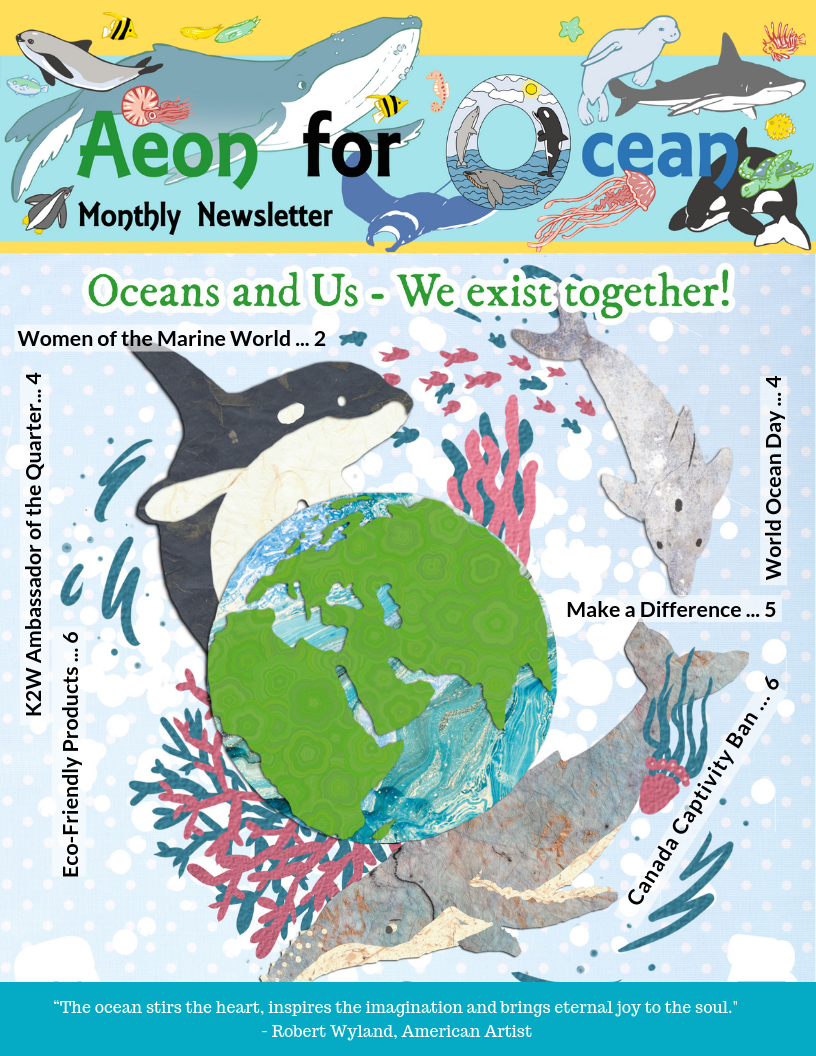 Aeon for Ocean
Monthly Newsletter
Oceans and Us - We exist together!
Women of the Marine World ... 2
K2W Ambassador of the Quarter... 4
World Ocean Day ... 4
Make a Difference ... 5
Eco-Friendly Products ... 6
Canada Captivity Ban ... 6
“The ocean stirs the heart, inspires the imagination and brings eternal joy to the soul."
- Robert Wyland, American Artist